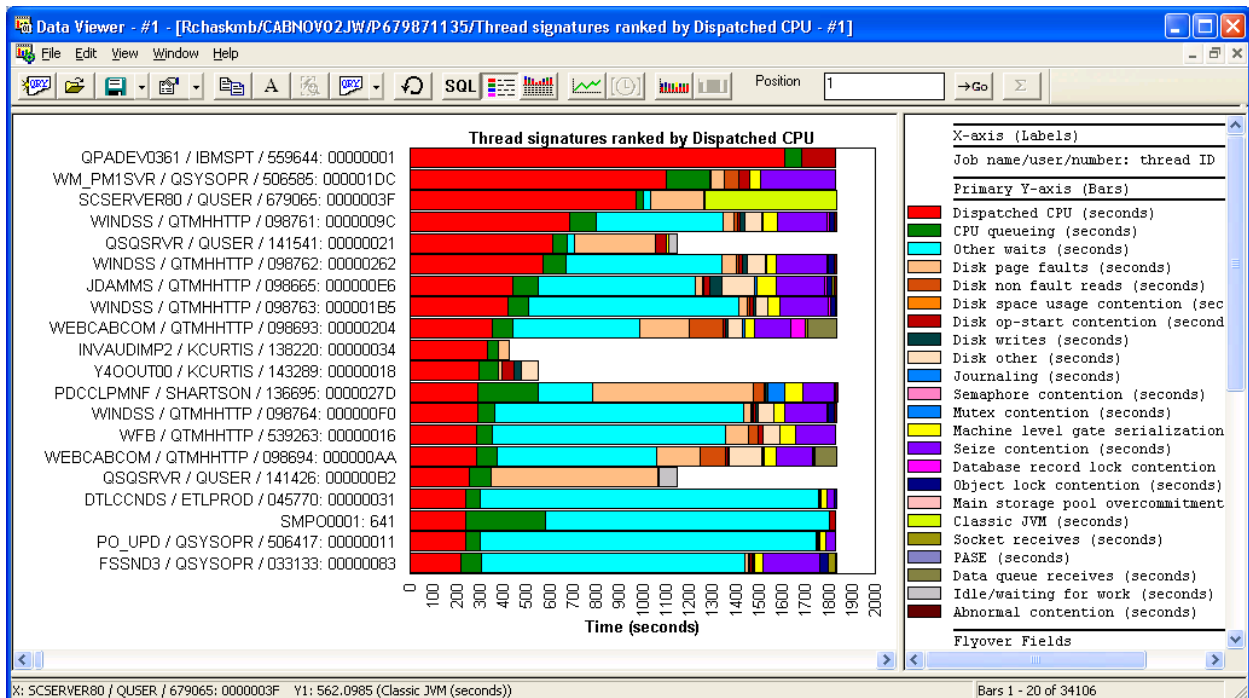 Data Viewer - #1 - [Rchaskmb/CABNOV02JW/P679871135/Thread signatures ranked by Dispatched CPU - #1]
File Edit View Window Help
QRY A QRY SQL Position 1 →Go Σ
Thread signatures ranked by Dispatched CPU
QPADEV0361 / IBMSPT / 559644: 00000001
WM_PM1SVR / QSYSOPR / 506585: 000001DC
SCSERVER80 / QUSER / 679065: 0000003F
WINDSS / QTMHHTTP / 098761: 0000009C
QSQSRVR / QUSER / 141541: 00000021
WINDSS / QTMHHTTP / 098762: 00000262
JDAMMS / QTMHHTTP / 098665: 000000E6
WINDSS / QTMHHTTP / 098763: 000001B5
WEBCABCOM / QTMHHTTP / 098693: 00000204
INVAUDIMP2 / KCURTIS / 138220: 00000034
Y4OOUT00 / KCURTIS / 143289: 00000018
PDCCLPMNF / SHARTSON / 136695: 0000027D
WINDSS / QTMHHTTP / 098764: 000000F0
WFB / QTMHHTTP / 539263: 00000016
WEBCABCOM / QTMHHTTP / 098694: 000000AA
QSQSRVR / QUSER / 141426: 000000B2
DTLCCNDS / ETLPROD / 045770: 00000031
SMPO0001: 641
PO_UPD / QSYSOPR / 506417: 00000011
FSSND3 / QSYSOPR / 033133: 00000083
0 100 200 300 400 500 600 700 800 900 1000 1100 1200 1300 1400 1500 1600 1700 1800 1900 2000
Time (seconds)
X-axis (Labels)
Job name/user/number: thread ID
Primary Y-axis (Bars)
Dispatched CPU (seconds)
CPU queueing (seconds)
Other waits (seconds)
Disk page faults (seconds)
Disk non fault reads (seconds)
Disk space usage contention (sec
Disk op-start contention (second
Disk writes (seconds)
Disk other (seconds)
Journaling (seconds)
Semaphore contention (seconds)
Mutex contention (seconds)
Machine level gate serialization
Seize contention (seconds)
Database record lock contention
Object lock contention (seconds)
Main storage pool overcommitment
Classic JVM (seconds)
Socket receives (seconds)
PASE (seconds)
Data queue receives (seconds)
Idle/waiting for work (seconds)
Abnormal contention (seconds)
Flyover Fields
X: SCSERVER80 / QUSER / 679065: 0000003F Y1: 562.0985 (Classic JVM (seconds))
Bars 1 - 20 of 34106